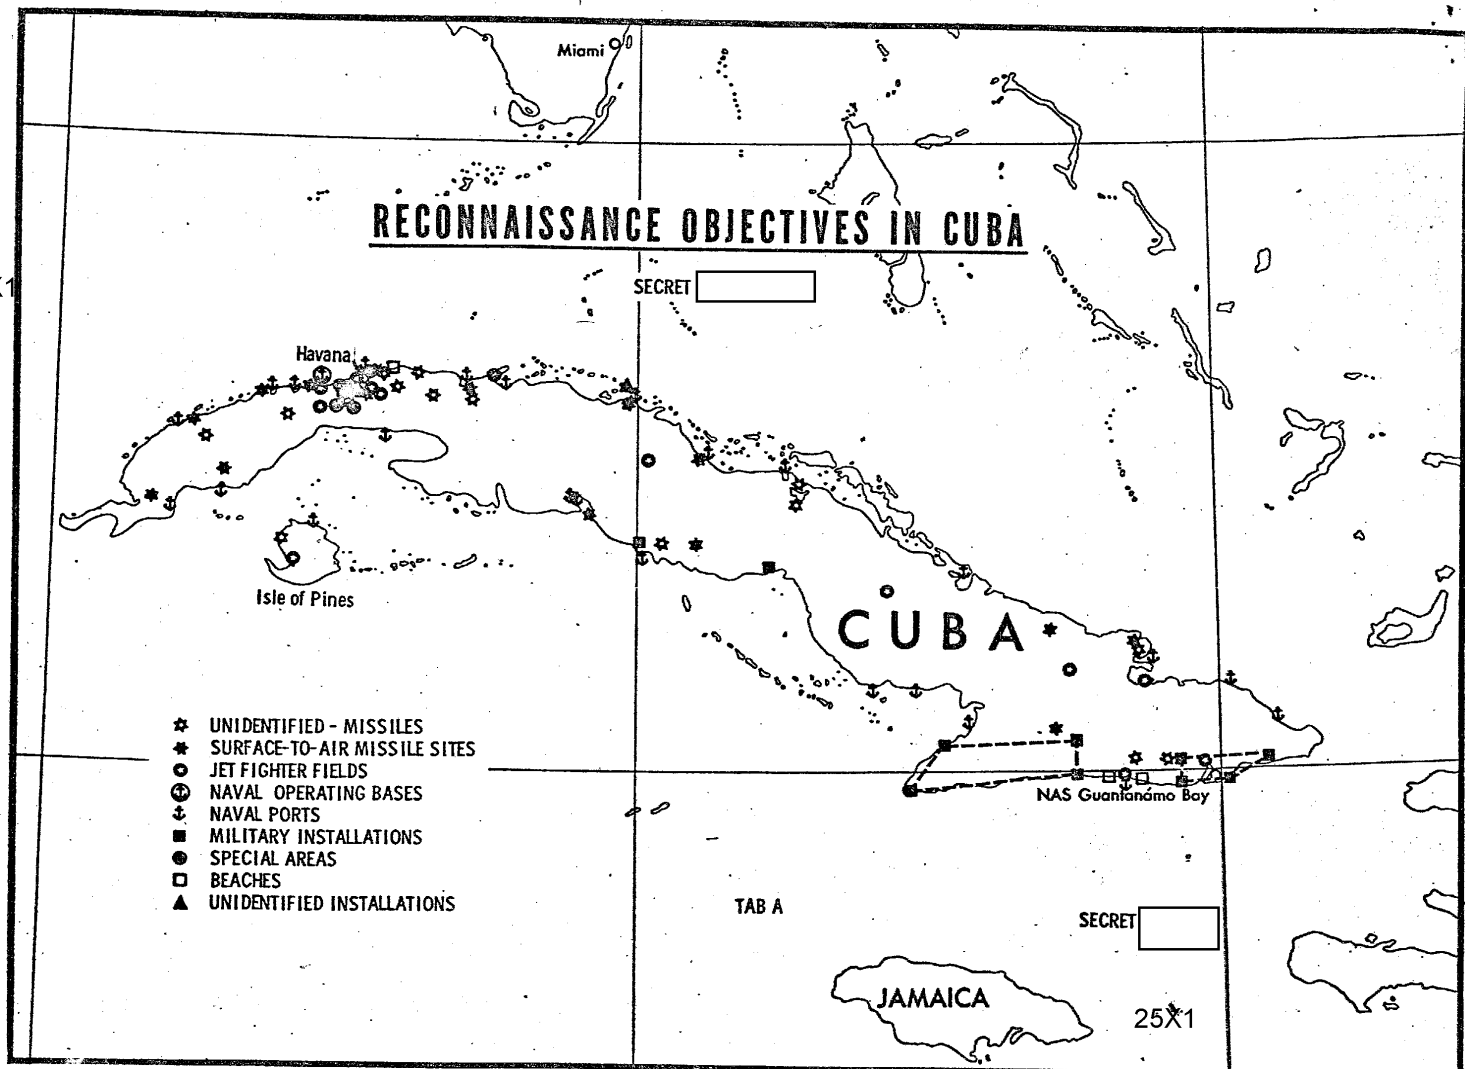 Miami
RECONNAISSANCE OBJECTIVES IN CUBA
SECRET
X1
Havana
Isle of Pines
CUBA
UNIDENTIFIED - MISSILES
SURFACE-TO-AIR MISSILE SITES
JET FIGHTER FIELDS
NAVAL OPERATING BASES
NAVAL PORTS
MILITARY INSTALLATIONS
SPECIAL AREAS
BEACHES
UNIDENTIFIED INSTALLATIONS
NAS Guantanámo Bay
TAB A
SECRET
JAMAICA
25X1